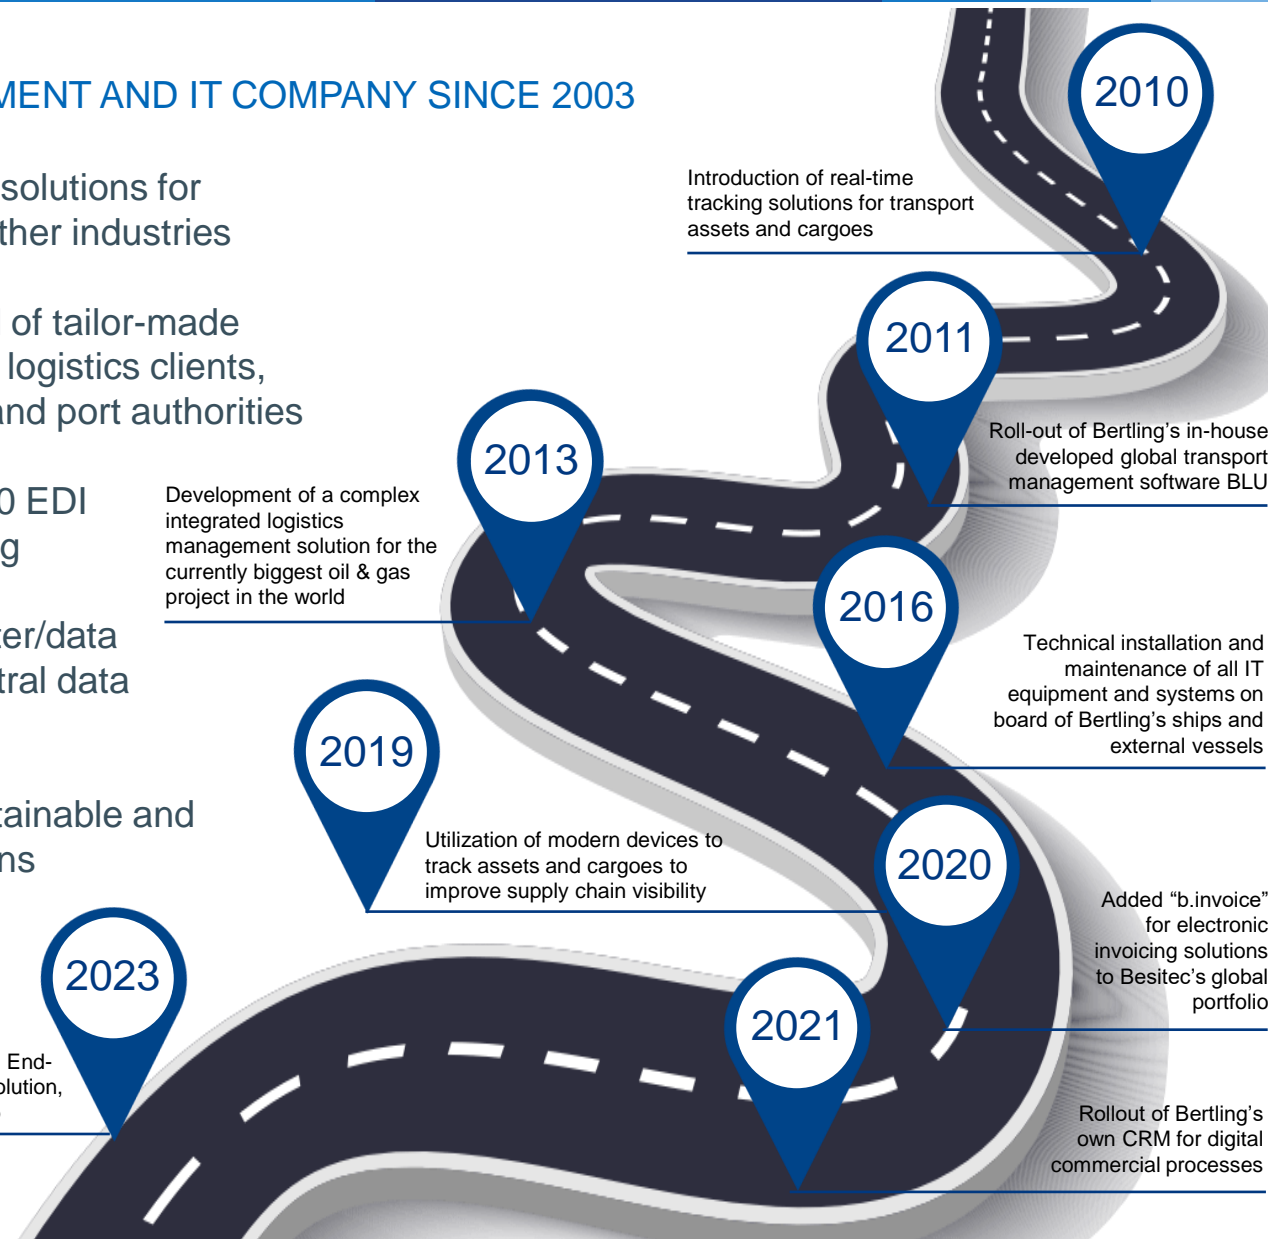 MENT AND IT COMPANY SINCE 2003
solutions for
ther industries
of tailor-made
logistics clients,
and port authorities
0 EDI
g
ter/data
tral data
tainable and
ns
2010
Introduction of real-time
tracking solutions for transport
assets and cargoes
2011
Roll-out of Bertling’s in-house
developed global transport
management software BLU
2013
Development of a complex
integrated logistics
management solution for the
currently biggest oil & gas
project in the world
2016
Technical installation and
maintenance of all IT
equipment and systems on
board of Bertling’s ships and
external vessels
2019
Utilization of modern devices to
track assets and cargoes to
improve supply chain visibility
2020
Added “b.invoice”
for electronic
invoicing solutions
to Besitec’s global
portfolio
2021
Rollout of Bertling’s
own CRM for digital
commercial processes
2023
End-
olution,